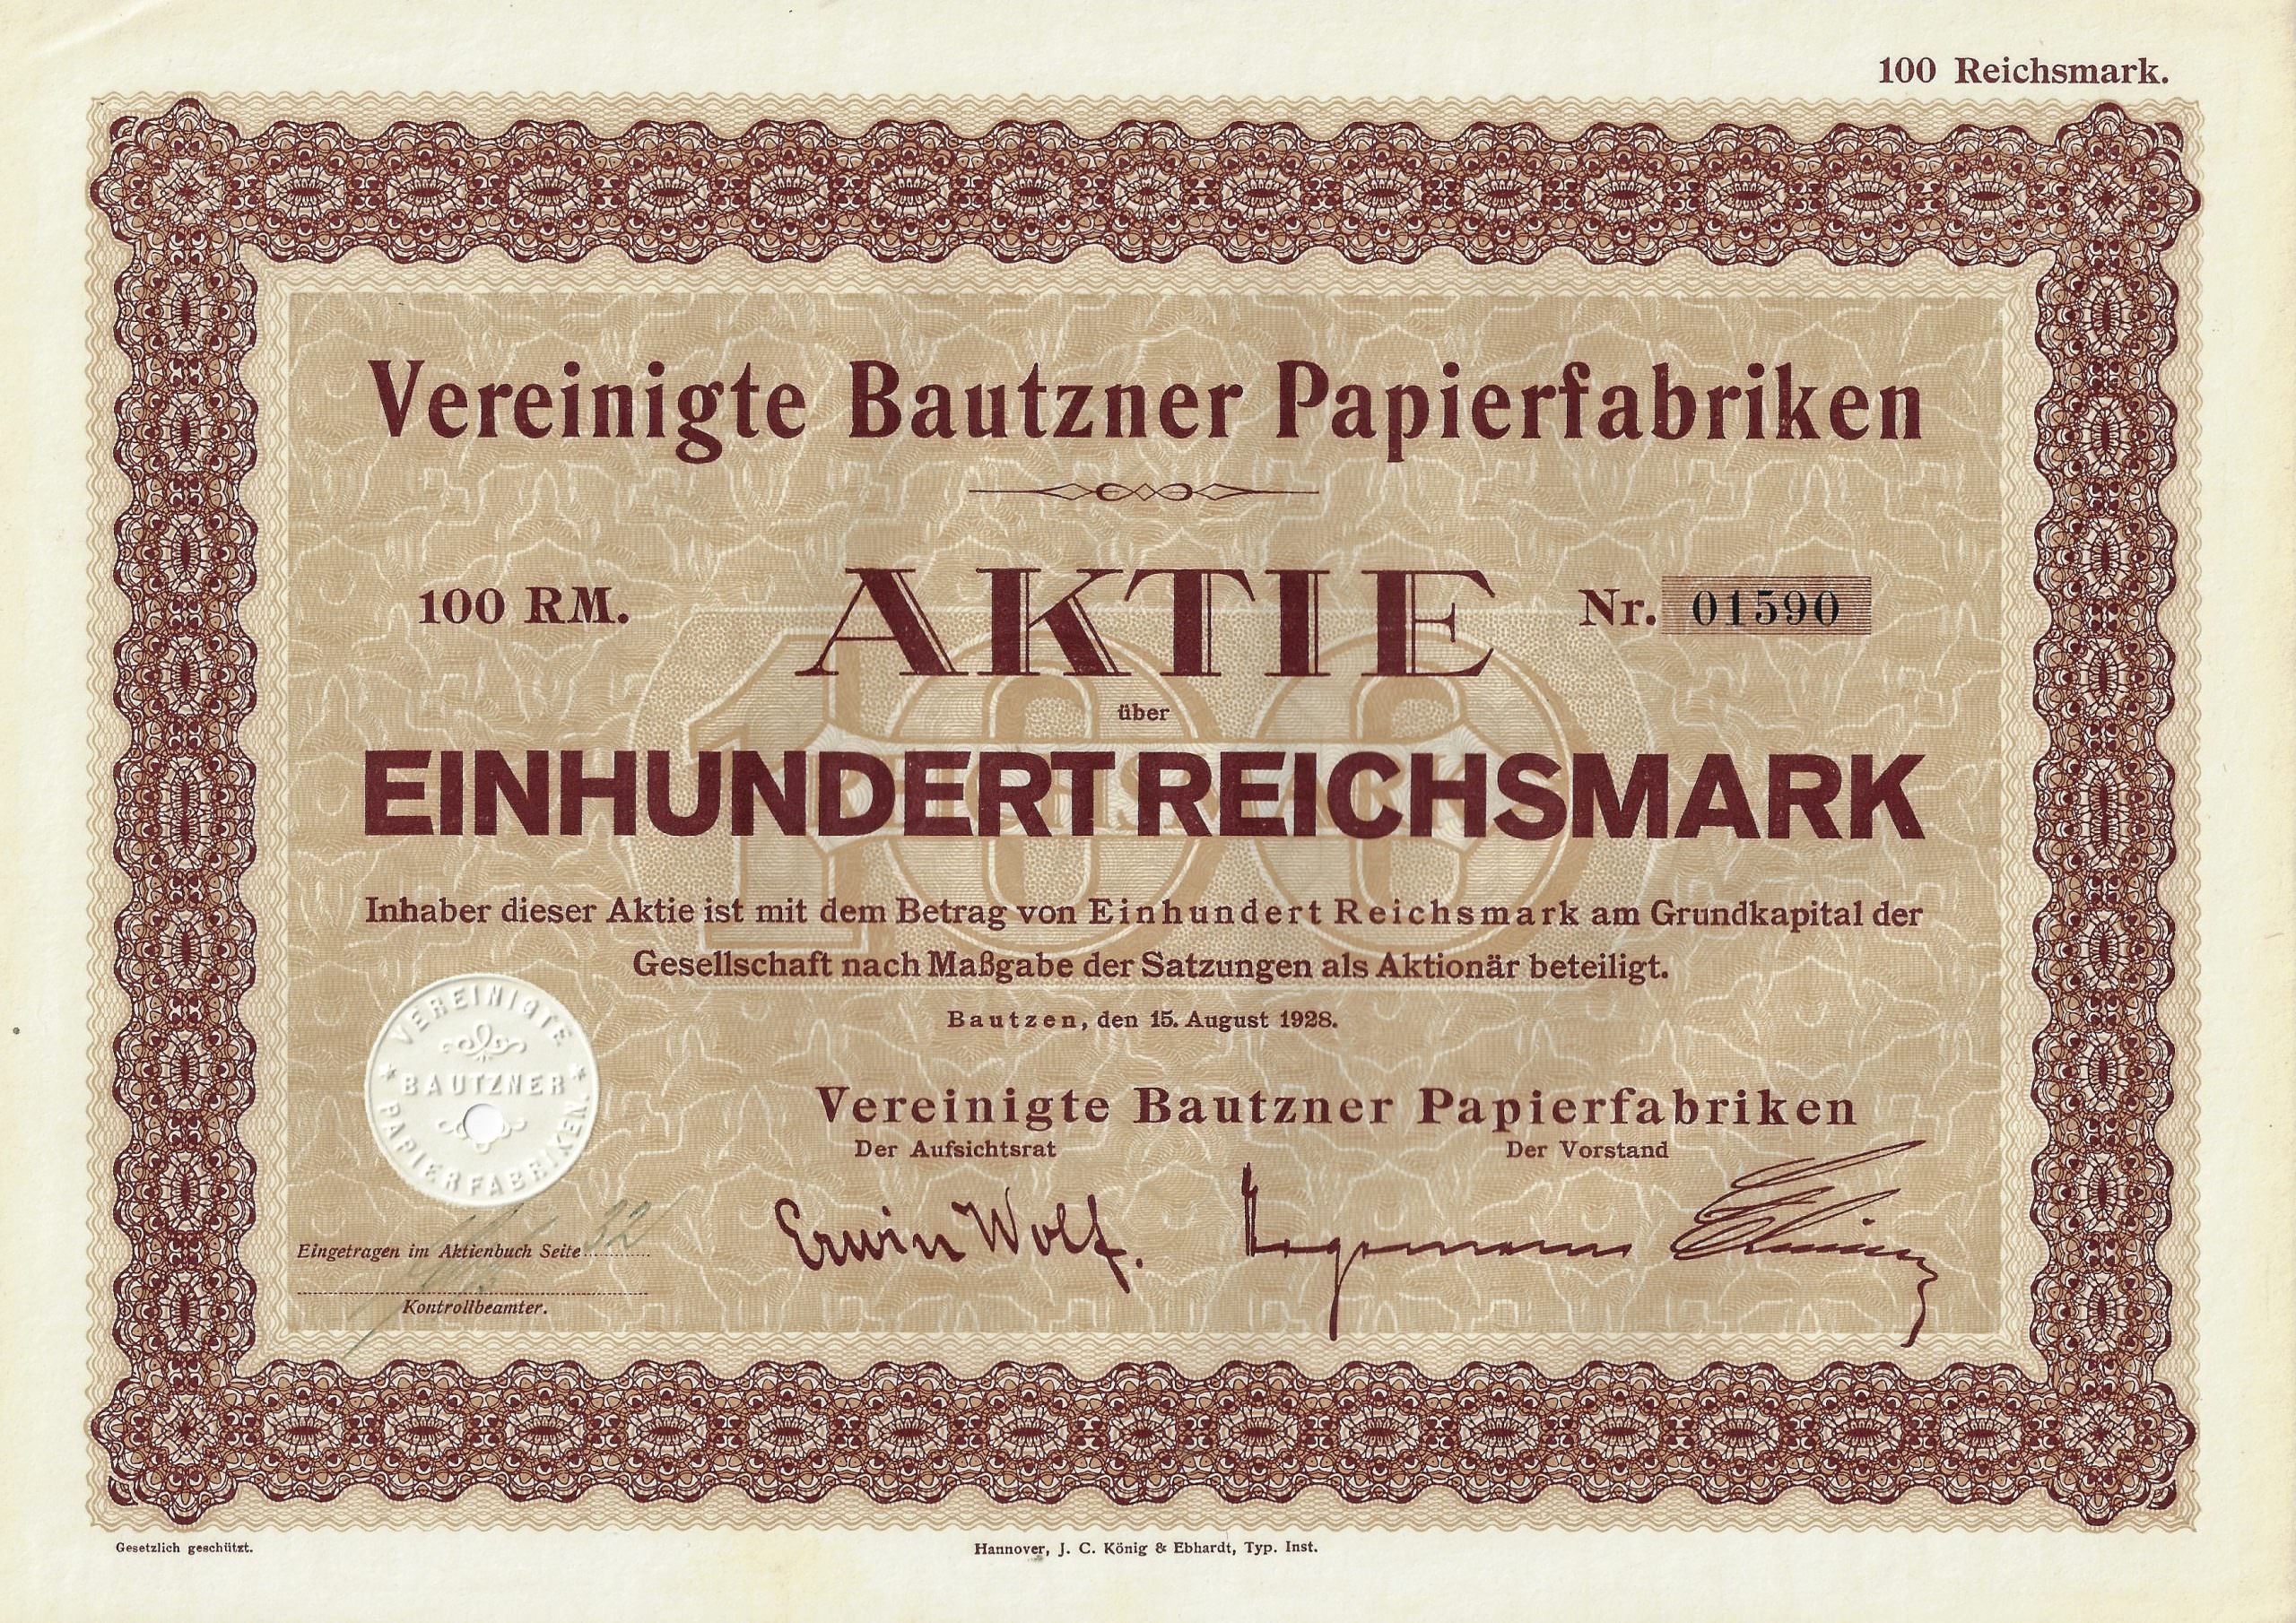 100 Reichsmark.
Vereinigte Bautzner Papierfabriken
100 RM.
AKTIE
Nr. 01590
über
EINHUNDERT REICHSMARK
Inhaber dieser Aktie ist mit dem Betrag von Einhundert Reichsmark am Grundkapital der
Gesellschaft nach Maßgabe der Satzungen als Aktionär beteiligt.
Bautzen, den 15. August 1928.
VEREINIGTE
BAUTZNER
PAPIERFABRIKEN.
Vereinigte Bautzner Papierfabriken
Der Aufsichtsrat
Der Vorstand
Erwin Wolf.
Eingetragen im Aktienbuch Seite 32
Kontrollbeamter.
Gesetzlich geschützt.
Hannover, J. C. König & Ebhardt, Typ. Inst.